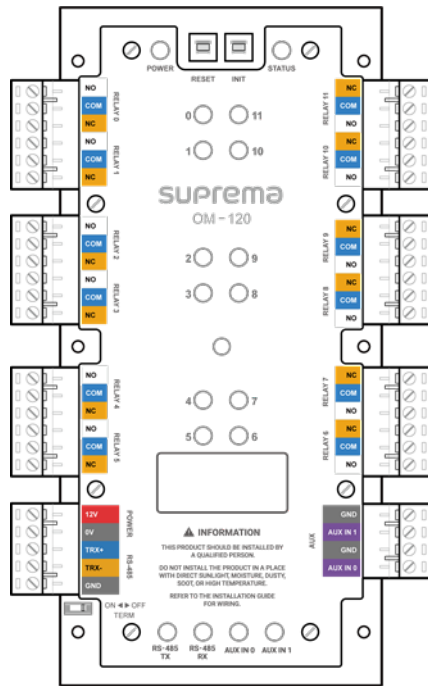 POWER
RESET
INIT
STATUS
0
11
1
10
suprema
OM-120
2
9
3
8
4
7
5
6
NO
COM
NC
RELAY 0
NO
COM
NC
RELAY 1
NO
COM
NC
RELAY 2
NO
COM
NC
RELAY 3
NO
COM
NC
RELAY 4
NO
COM
NC
RELAY 5
12V
0V
POWER
TRX+
TRX-
GND
RS-485
ON ◄ ► OFF
TERM
NC
COM
NO
RELAY 11
NC
COM
NO
RELAY 10
NC
COM
NO
RELAY 9
NC
COM
NO
RELAY 8
NC
COM
NO
RELAY 7
NC
COM
NO
RELAY 6
GND
AUX IN 1
GND
AUX IN 0
AUX
INFORMATION
THIS PRODUCT SHOULD BE INSTALLED BY
A QUALIFIED PERSON.
DO NOT INSTALL THE PRODUCT IN A PLACE
WITH DIRECT SUNLIGHT, MOISTURE, DUSTY,
SOOT, OR HIGH TEMPERATURE.
REFER TO THE INSTALLATION GUIDE
FOR WIRING.
RS-485
TX
RS-485
RX
AUX IN 0
AUX IN 1